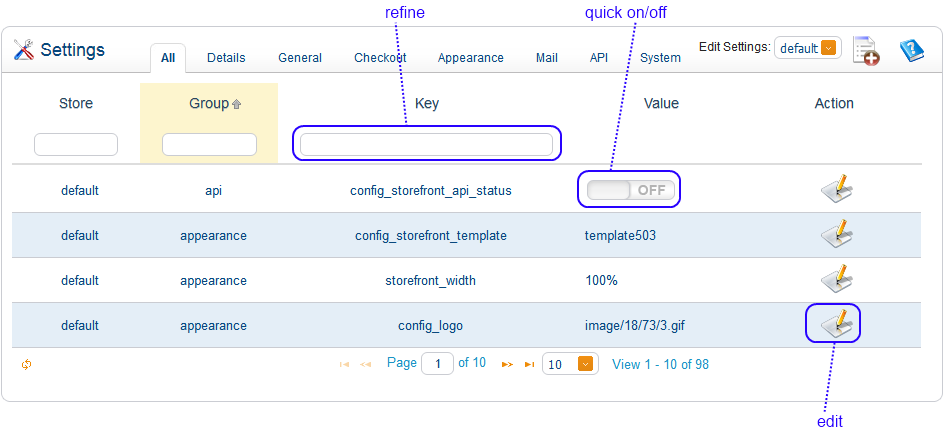 refine quick on/off
Settings All Details General Checkout Appearance Mail API System Edit Settings: default
Store Group Key Value Action
default api config_storefront_api_status OFF
default appearance config_storefront_template template503
default appearance storefront_width 100%
default appearance config_logo image/18/73/3.gif
Page 1 of 10 10 View 1 - 10 of 98
edit